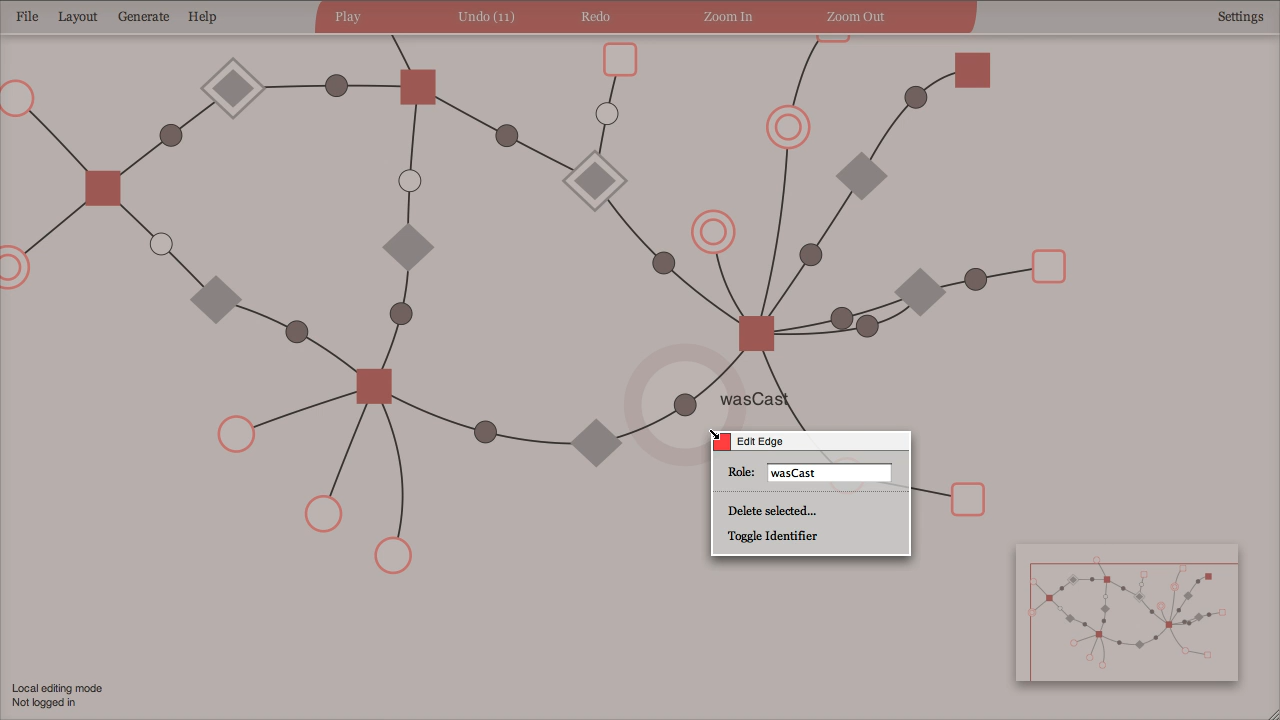 File Layout Generate Help Play Undo (11) Redo Zoom In Zoom Out Settings
wasCast
Edit Edge
Role: wasCast
Delete selected...
Toggle Identifier
Local editing mode
Not logged in